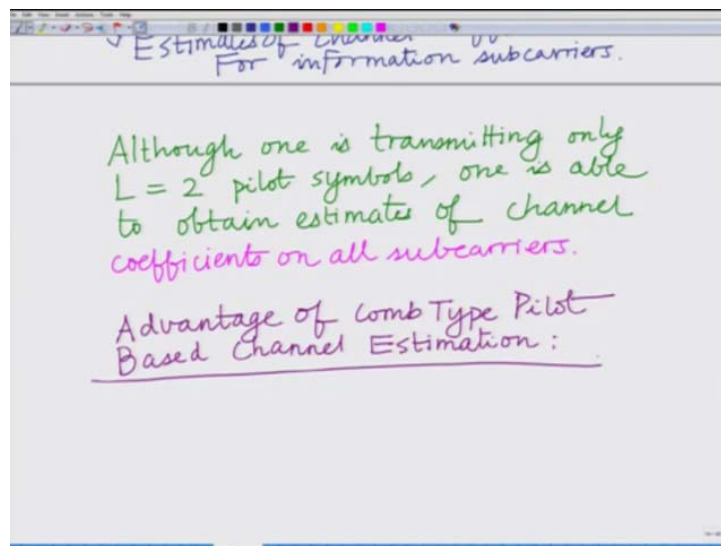 Estimates of Channel
For information subcarriers.
Although one is transmitting only
L = 2 pilot symbols, one is able
to obtain estimates of channel
coefficients on all subcarriers.
Advantage of Comb Type Pilot
Based Channel Estimation: